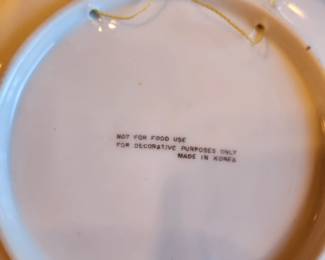 NOT FOR FOOD USE
FOR DECORATIVE PURPOSES ONLY
MADE IN KOREA